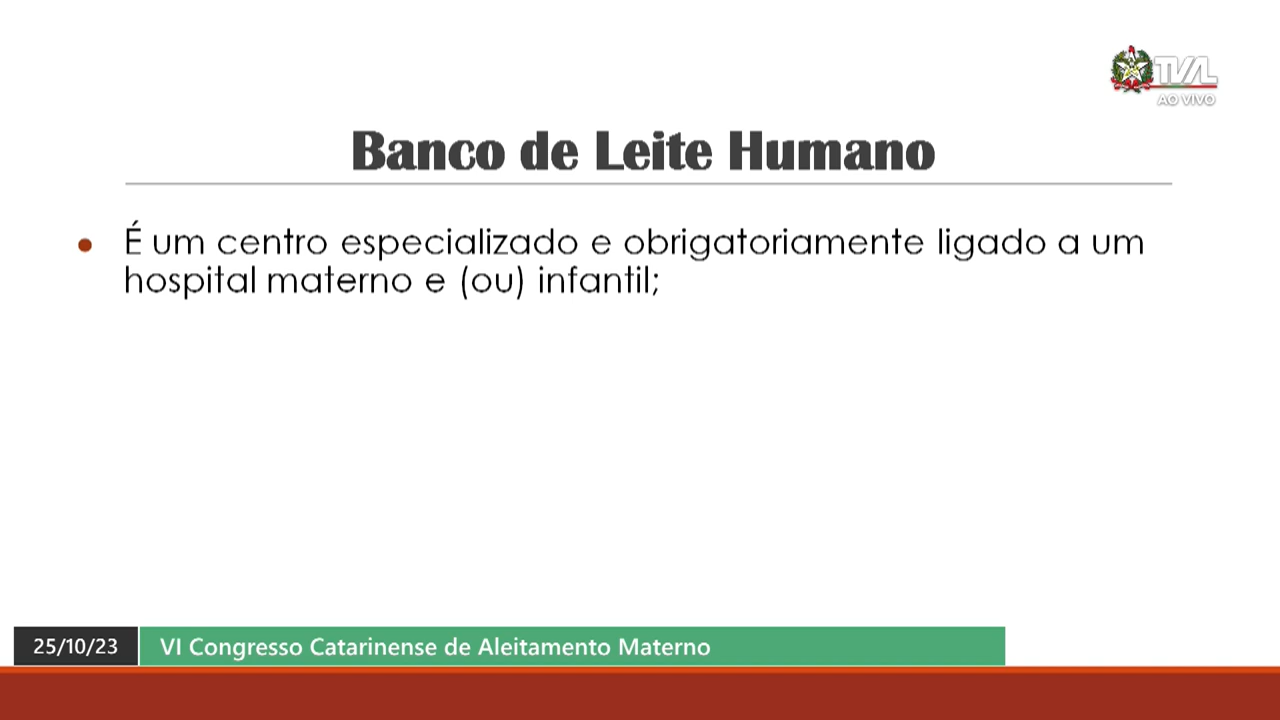 TVAL
AO VIVO
Banco de Leite Humano
• É um centro especializado e obrigatoriamente ligado a um
hospital materno e (ou) infantil;
25/10/23
VI Congresso Catarinense de Aleitamento Materno